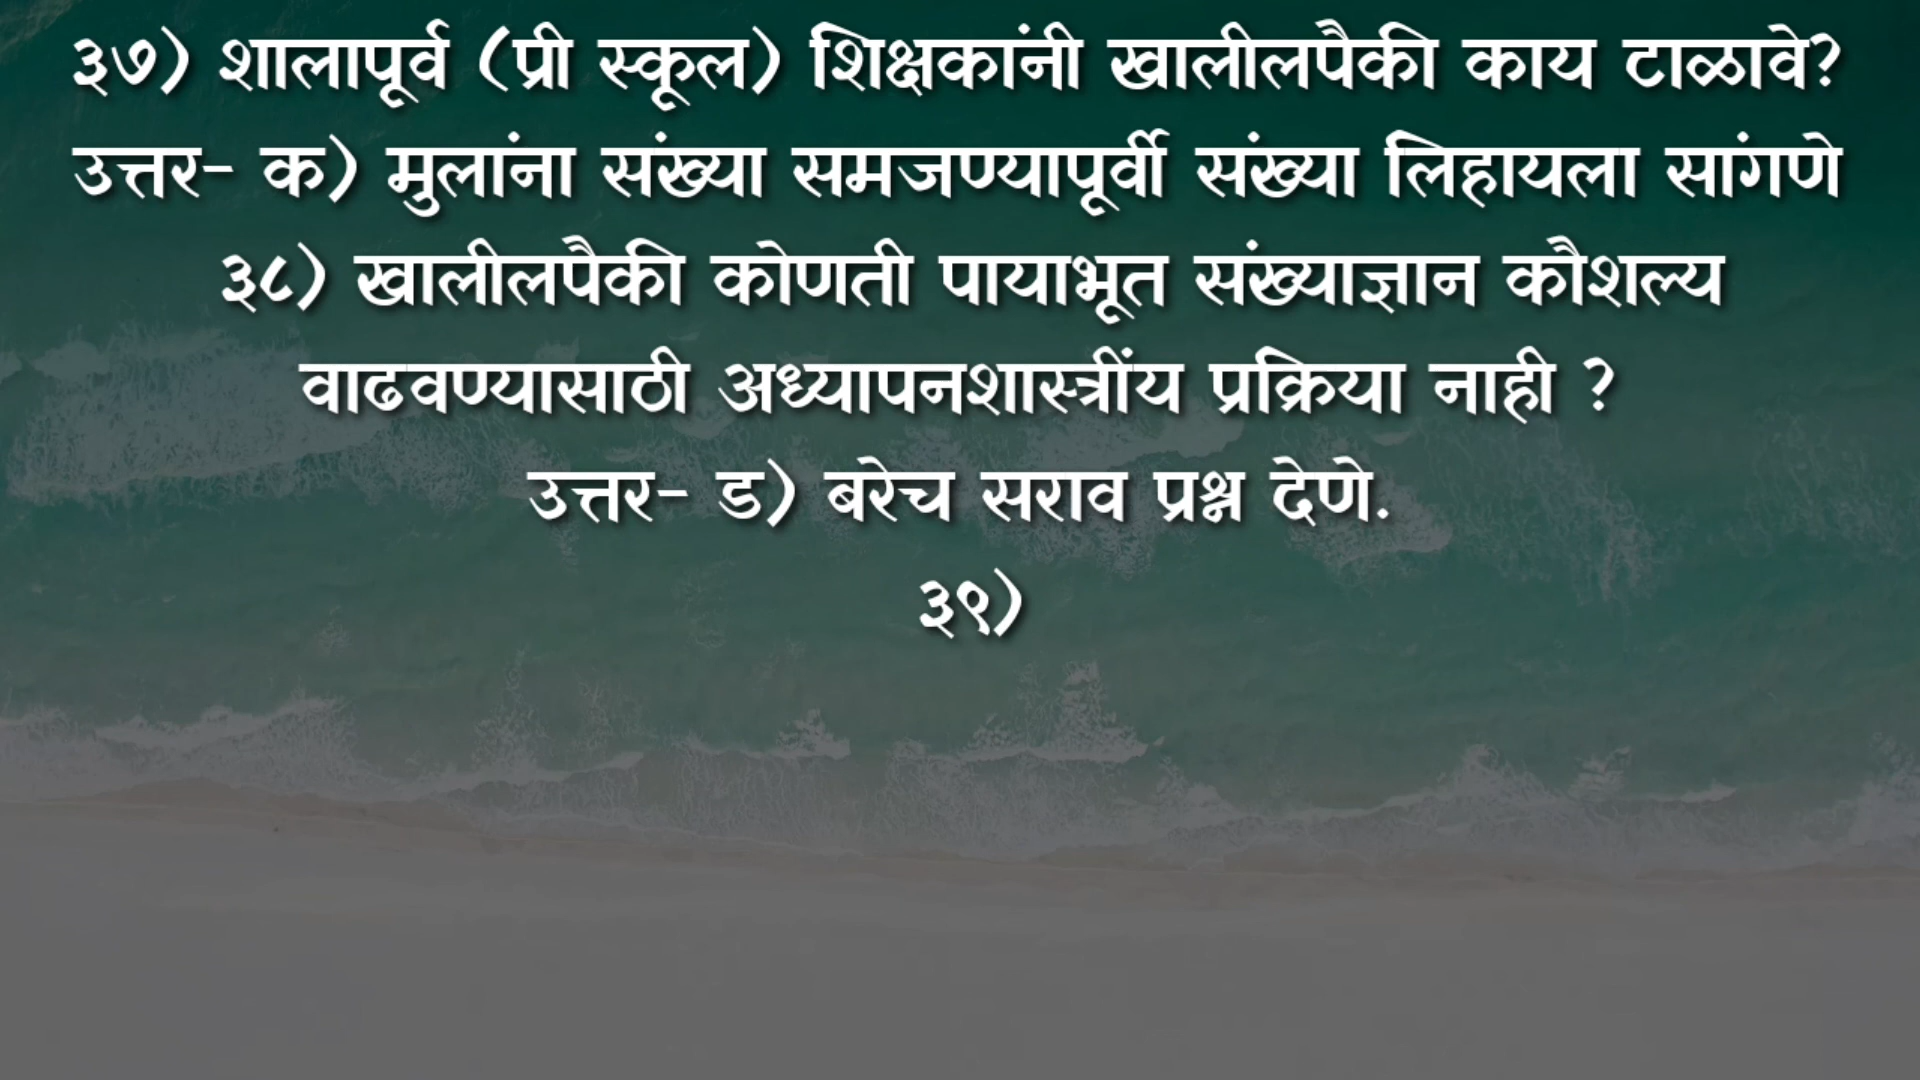 ३७) शालापूर्व (प्री स्कूल) शिक्षकांनी खालीलपैकी काय टाळावे?
उत्तर- क) मुलांना संख्या समजण्यापूर्वी संख्या लिहायला सांगणे
३८) खालीलपैकी कोणती पायाभूत संख्याज्ञान कौशल्य
वाढवण्यासाठी अध्यापनशास्त्रींय प्रक्रिया नाही ?
उत्तर- ड) बरेच सराव प्रश्न देणे.
३९)